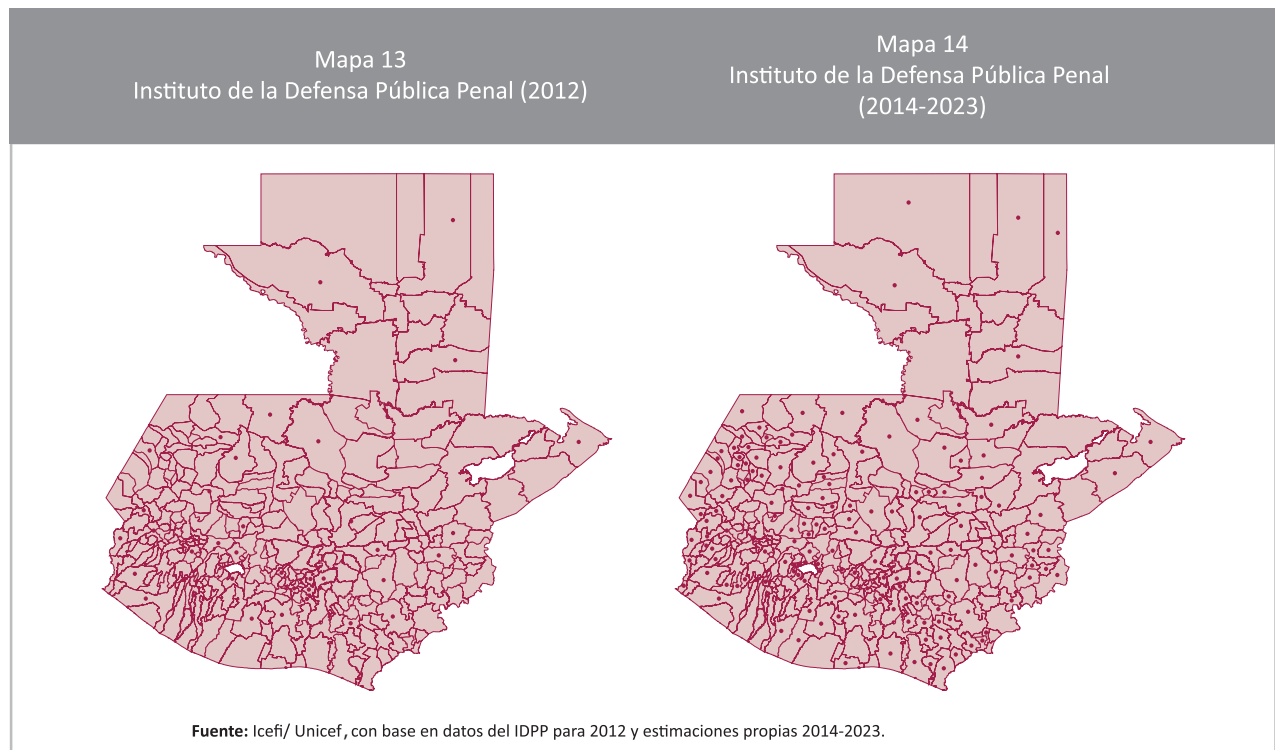 Mapa 13
Instituto de la Defensa Pública Penal (2012)
Mapa 14
Instituto de la Defensa Pública Penal
(2014-2023)
Fuente: Icefi/ Unicef, con base en datos del IDPP para 2012 y estimaciones propias 2014-2023.